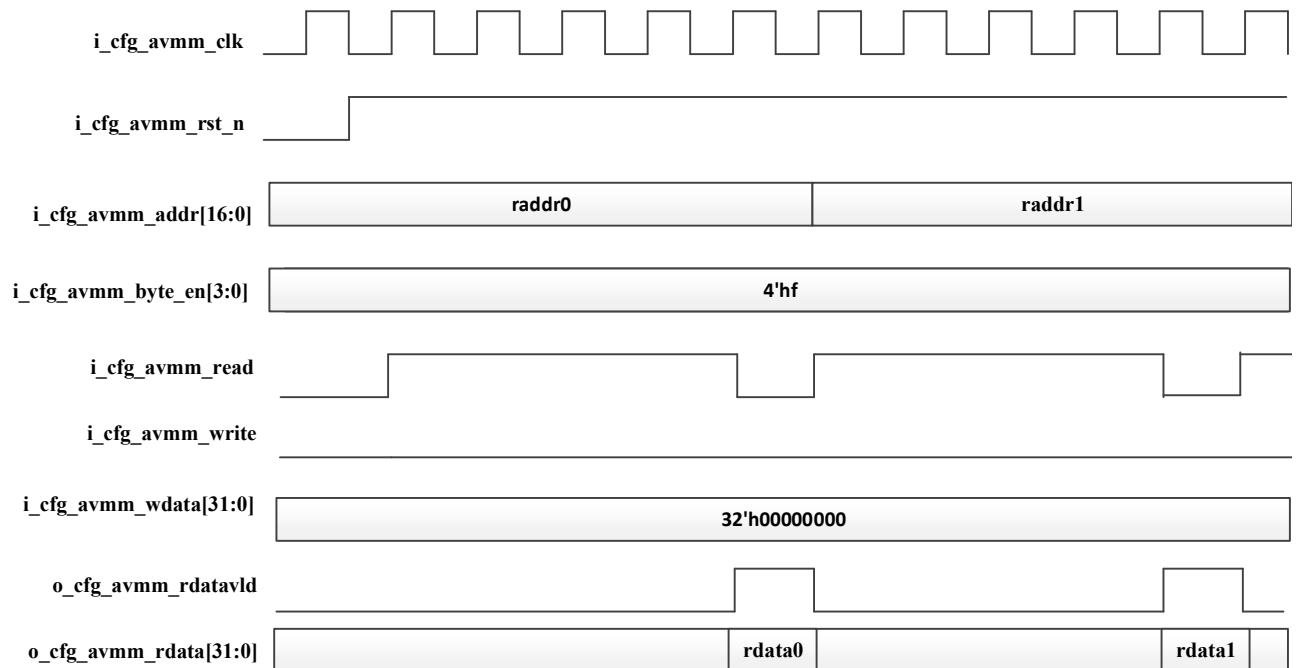 i_cfg_avmm_clk
i_cfg_avmm_rst_n
i_cfg_avmm_addr[16:0]
raddr0
raddr1
i_cfg_avmm_byte_en[3:0]
4'hf
i_cfg_avmm_read
i_cfg_avmm_write
i_cfg_avmm_wdata[31:0]
32'h00000000
o_cfg_avmm_rdatavld
o_cfg_avmm_rdata[31:0]
rdata0
rdata1